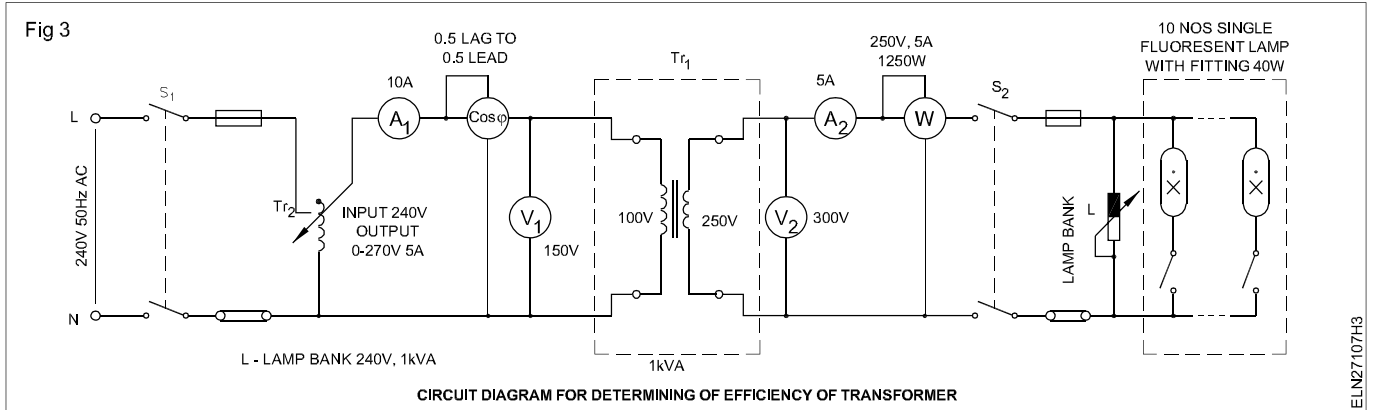 Fig 3
0.5 LAG TO
0.5 LEAD
10A
S1
L
A1
Cosφ
240V 50Hz AC
Tr2
INPUT 240V
OUTPUT
0-270V 5A
V1
150V
N
L - LAMP BANK 240V, 1kVA
Tr1
100V
250V
1kVA
V2
300V
5A
A2
250V, 5A
1250W
W
S2
LAMP BANK
L
10 NOS SINGLE
FLUORESENT LAMP
WITH FITTING 40W
CIRCUIT DIAGRAM FOR DETERMINING OF EFFICIENCY OF TRANSFORMER
ELN27107H3